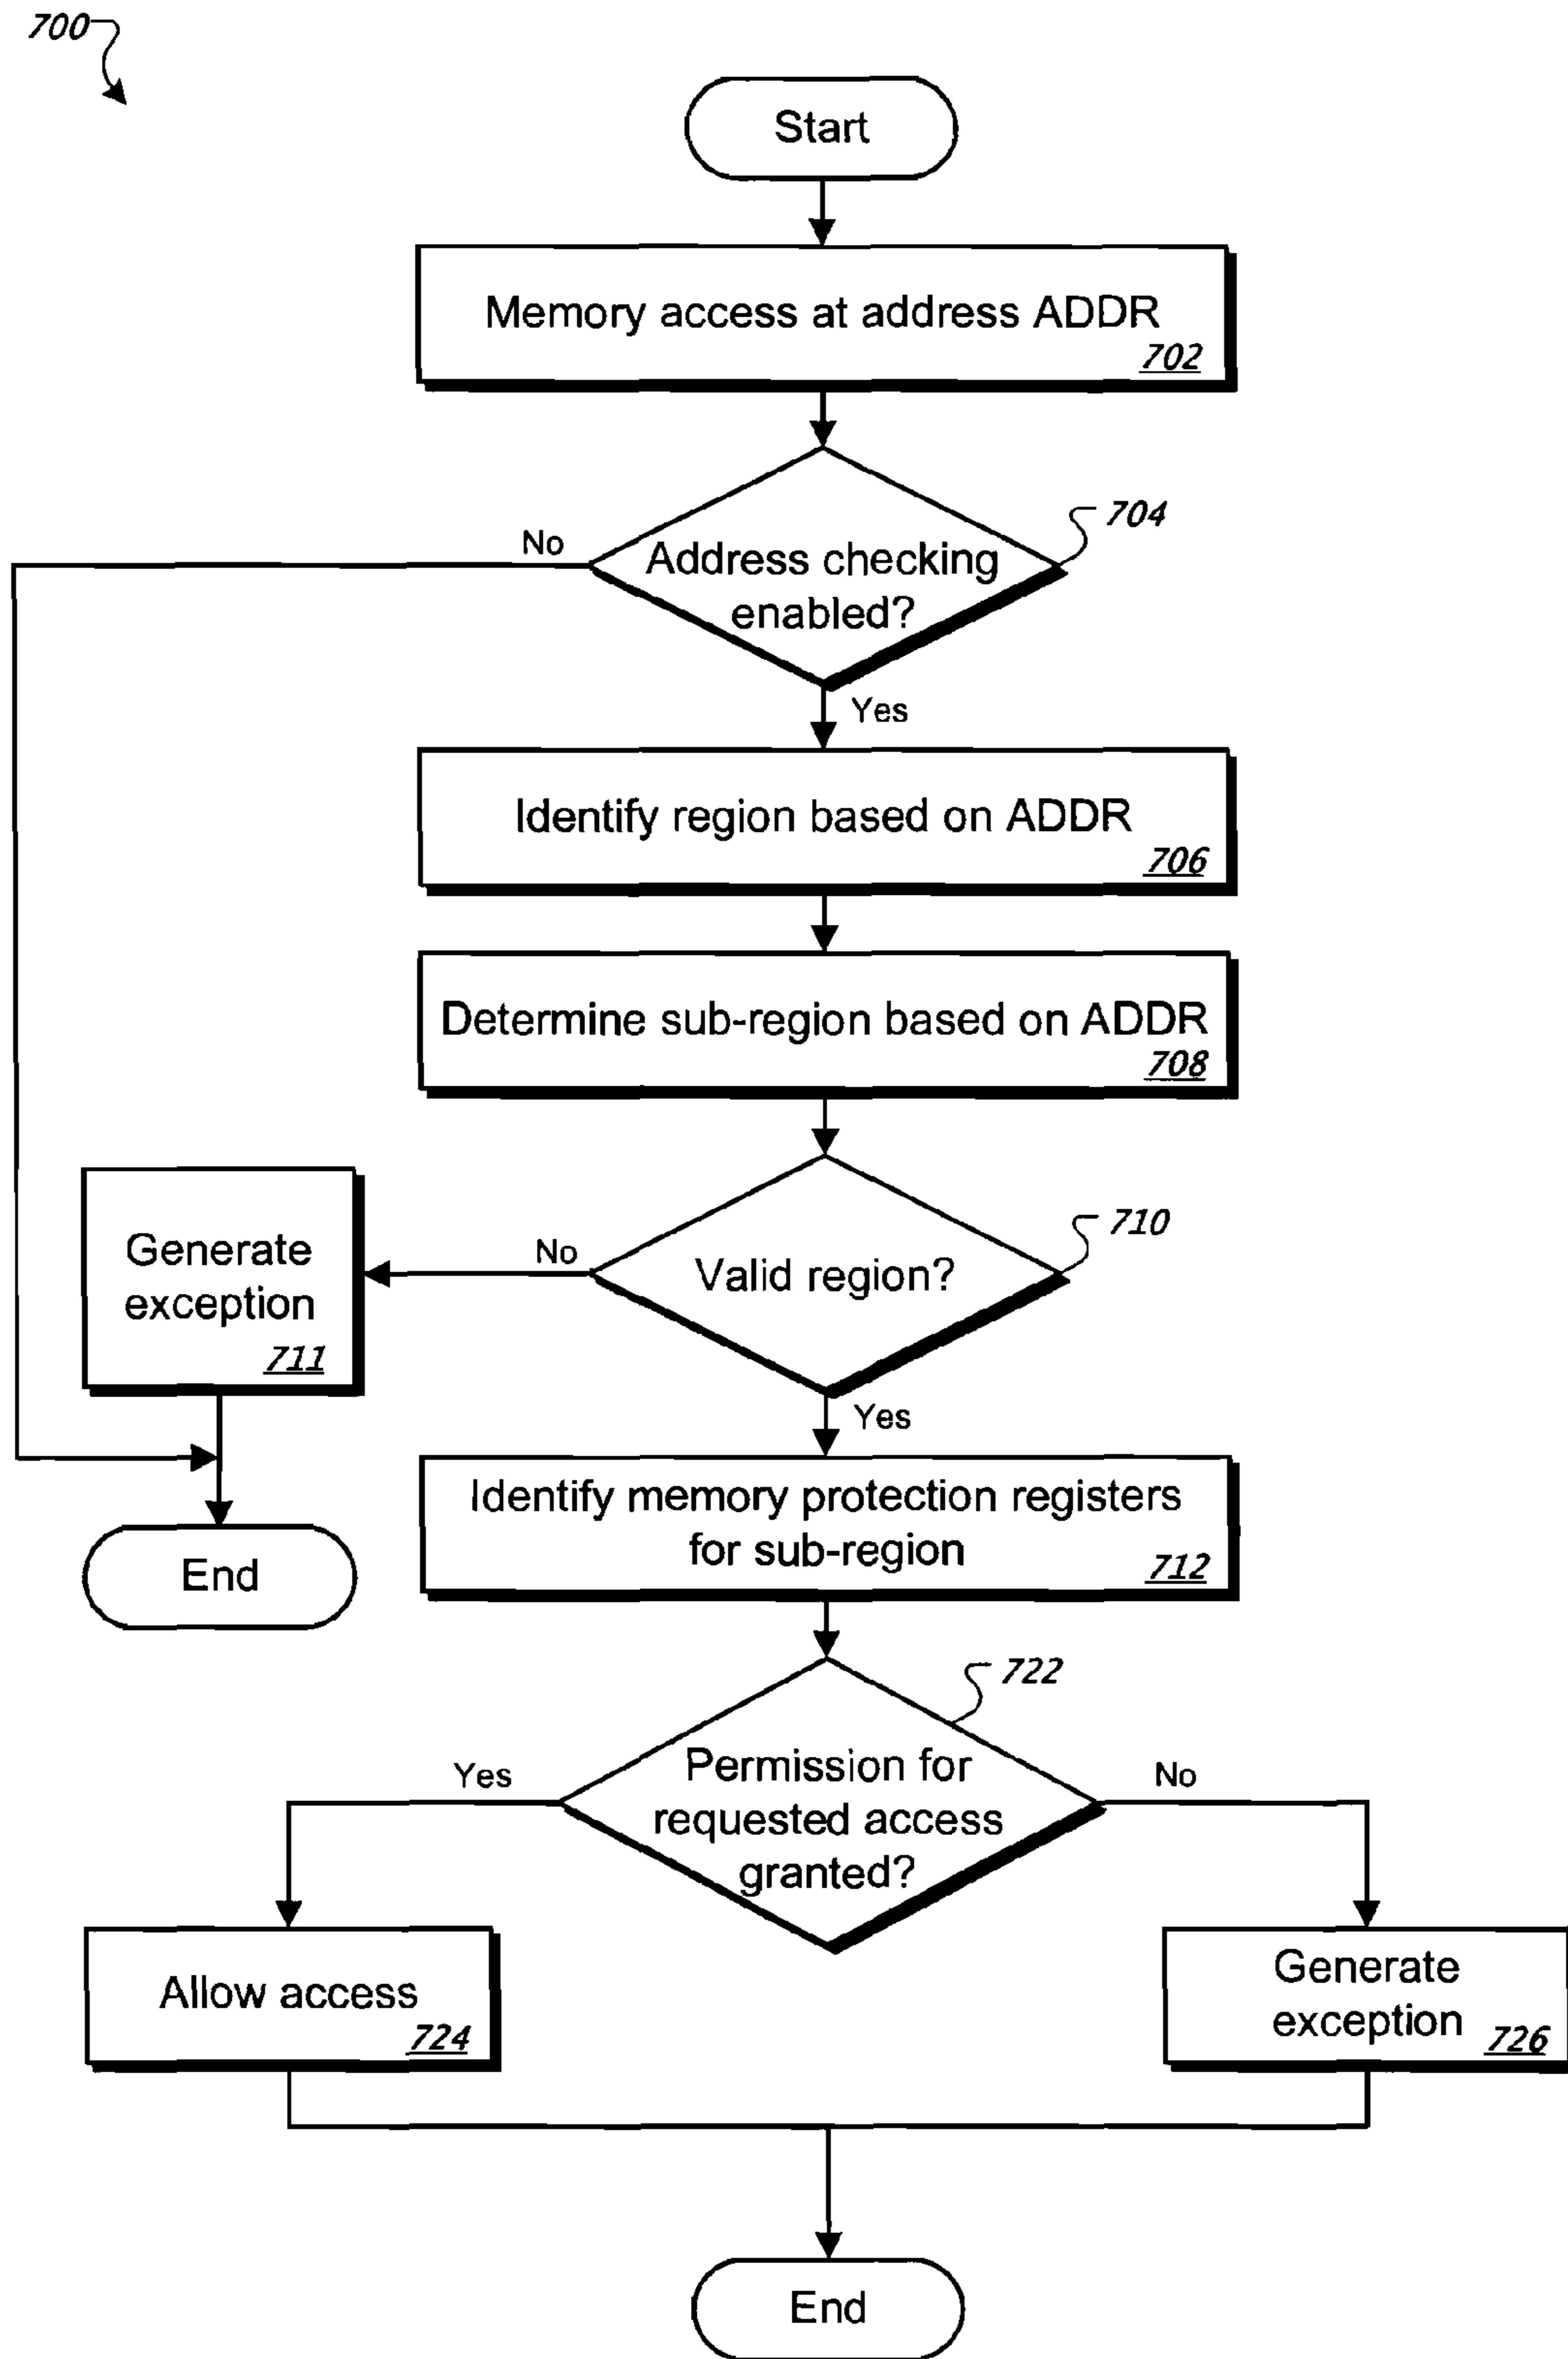 700
Start
Memory access at address ADDR
702
704
No
Address checking
enabled?
Yes
Identify region based on ADDR
706
Determine sub-region based on ADDR
708
710
Generate
exception
711
No
Valid region?
Yes
Identify memory protection registers
for sub-region
712
End
722
Yes
Permission for
requested access
granted?
No
Allow access
724
Generate
exception
726
End